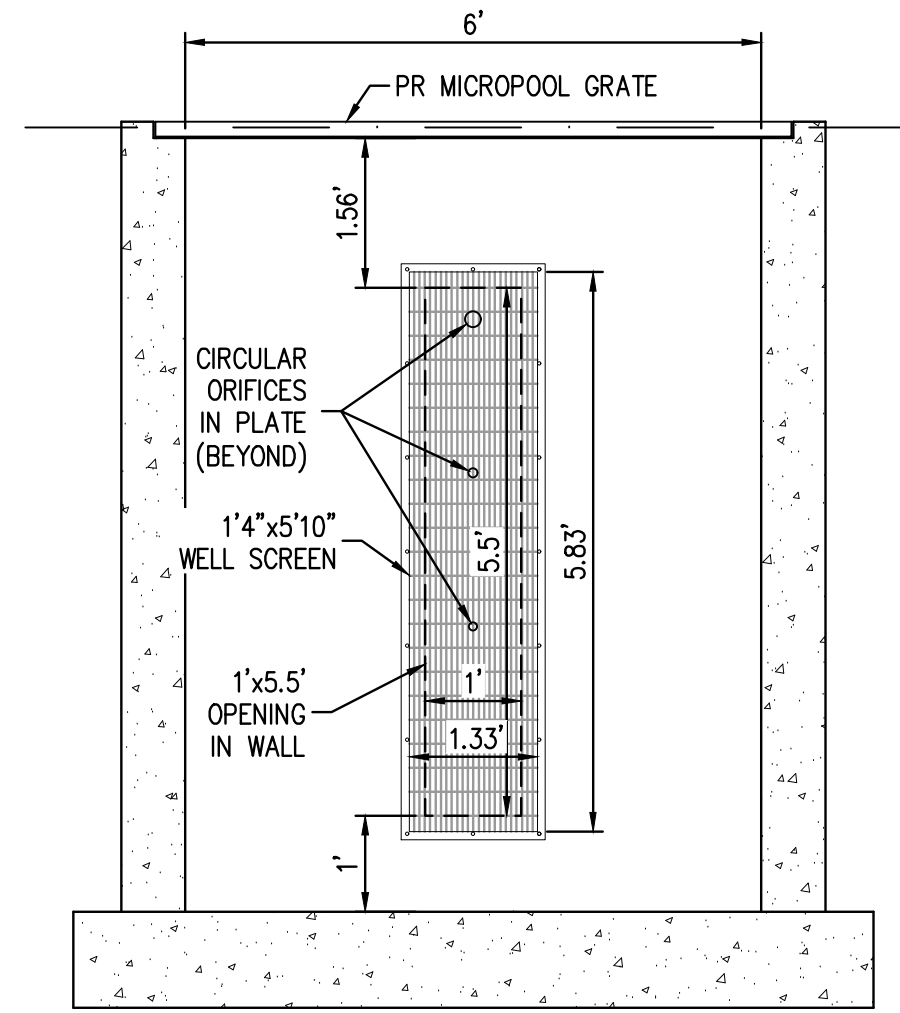 6'
PR MICROPOOL GRATE
1.56'
CIRCULAR
ORIFICES
IN PLATE
(BEYOND)
1'4"x5'10"
WELL SCREEN
5.5'
5.83'
1'x5.5'
OPENING
IN WALL
1'
1.33'
1'